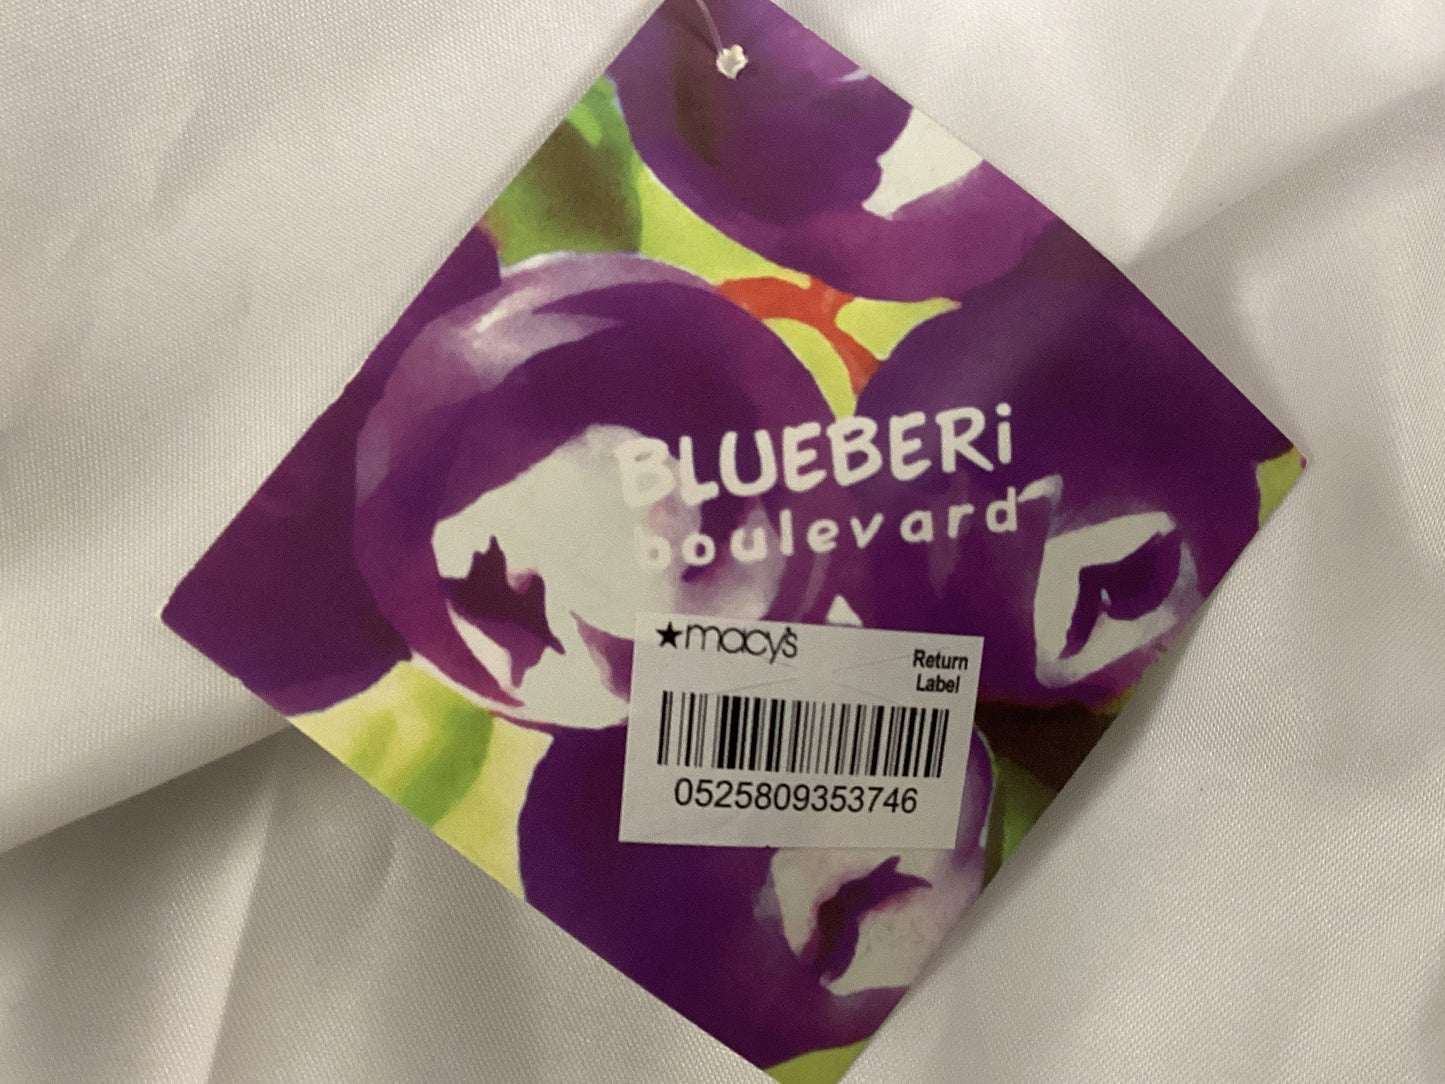 BLUEBERi
boulevard
★macy's
Return
Label
0525809353746